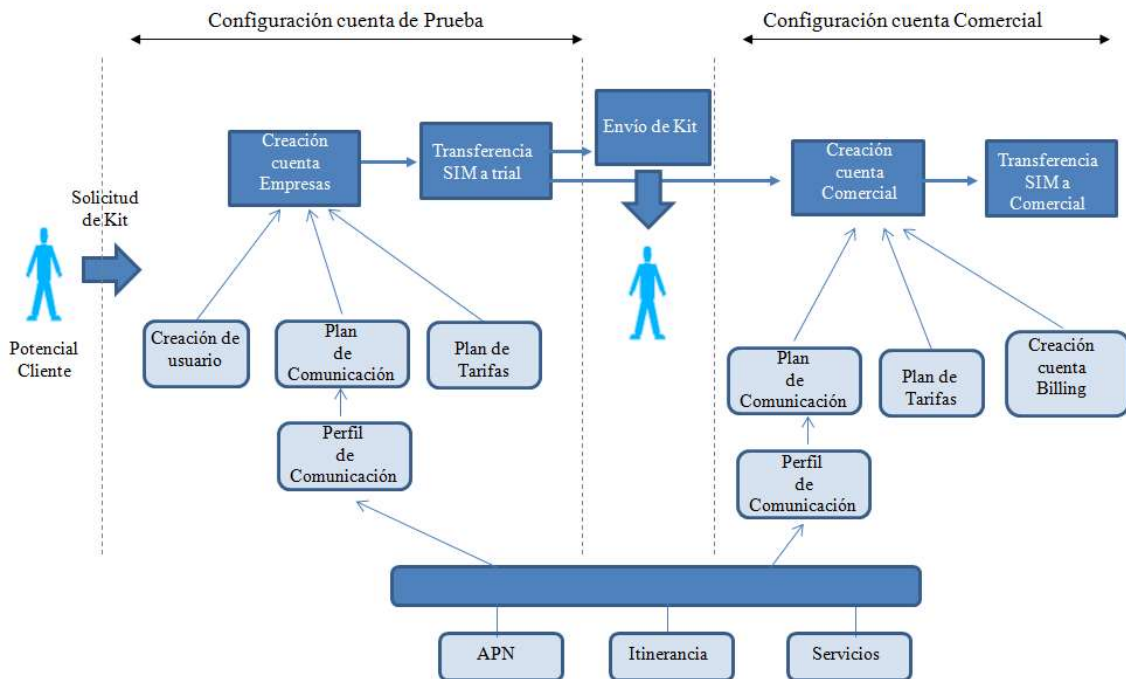 Configuración cuenta de Prueba
Configuración cuenta Comercial
Solicitud
de Kit
Potencial
Cliente
Creación
cuenta
Empresas
Transferencia
SIM a trial
Envío de Kit
Creación
cuenta
Comercial
Transferencia
SIM a
Comercial
Creación de
usuario
Plan
de
Comunicación
Plan de
Tarifas
Perfil
de
Comunicación
Plan
de
Comunicación
Plan de
Tarifas
Creación
cuenta
Billing
Perfil
de
Comunicación
APN
Itinerancia
Servicios